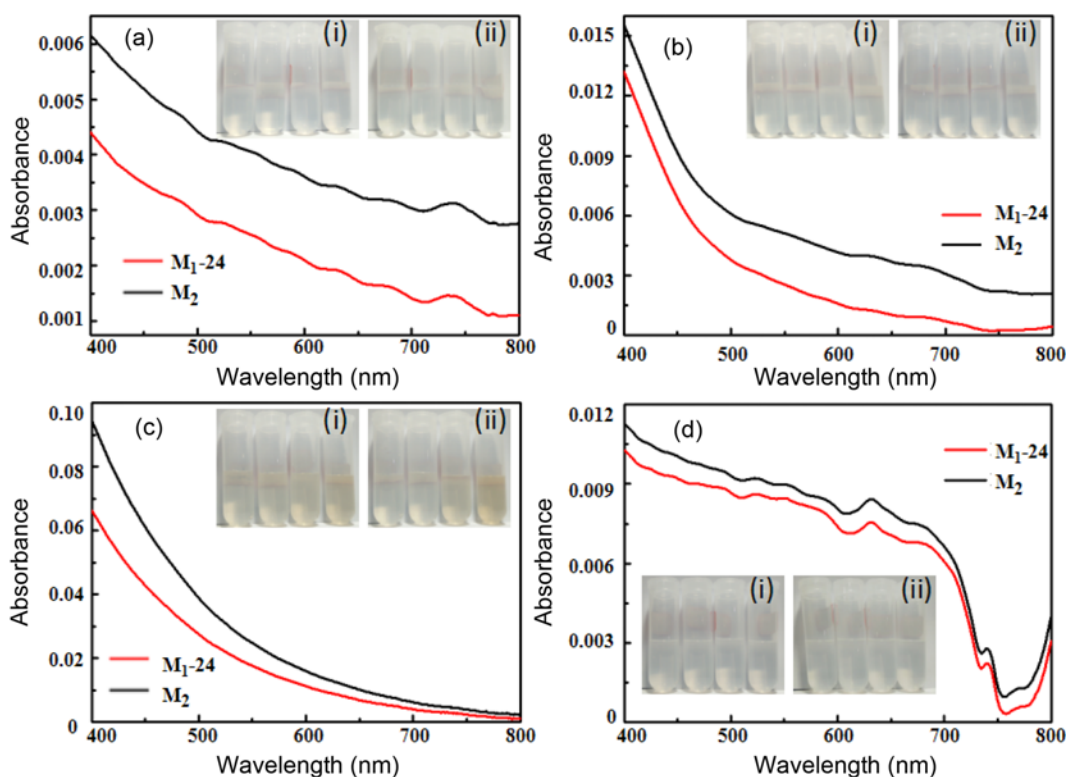 (a)
(i)
(ii)
Absorbance
0.006
0.005
0.004
0.003
0.002
0.001
M1-24
M2
400
500
600
700
800
Wavelength (nm)
(b)
(i)
(ii)
Absorbance
0.015
0.012
0.009
0.006
0.003
0
M1-24
M2
400
500
600
700
800
Wavelength (nm)
(c)
(i)
(ii)
Absorbance
0.10
0.08
0.06
0.04
0.02
0
M1-24
M2
400
500
600
700
800
Wavelength (nm)
(d)
(i)
(ii)
Absorbance
0.012
0.009
0.006
0.003
0
M1-24
M2
400
500
600
700
800
Wavelength (nm)